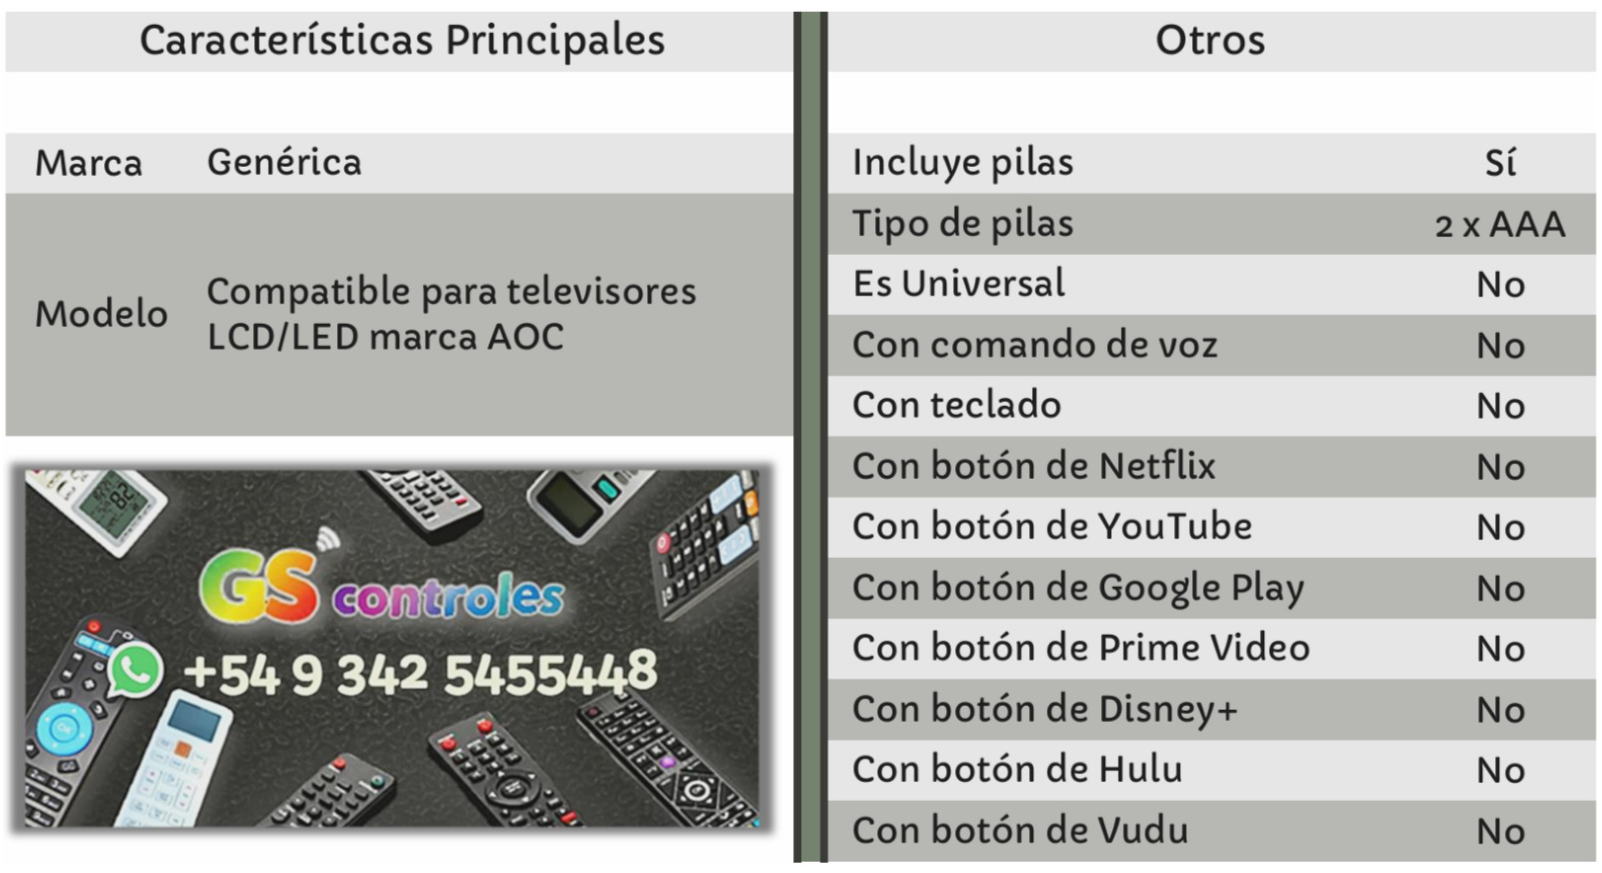 Características Principales
Marca Genérica
Modelo Compatible para televisores
LCD/LED marca AOC
GS controles
+54 9 342 5455448
Otros
Incluye pilas Sí
Tipo de pilas 2 x AAA
Es Universal No
Con comando de voz No
Con teclado No
Con botón de Netflix No
Con botón de YouTube No
Con botón de Google Play No
Con botón de Prime Video No
Con botón de Disney+ No
Con botón de Hulu No
Con botón de Vudu No